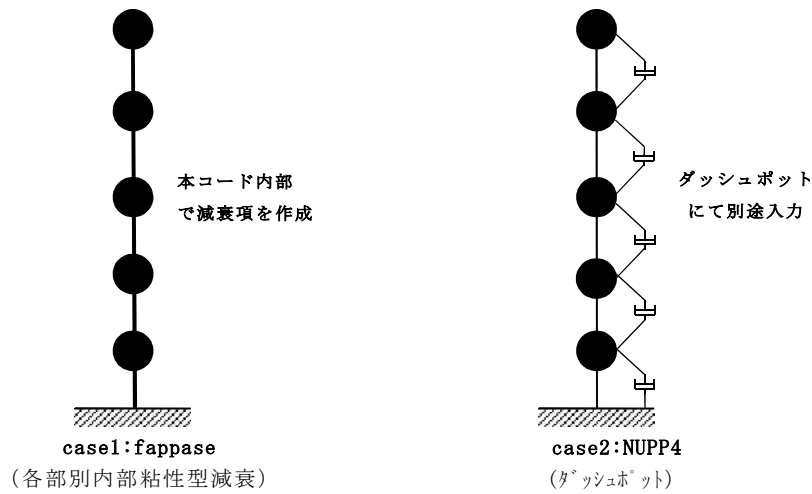 本コード内部
で減衰項を作成
case1:fappase
（各部別内部粘性型減衰）
ダッシュポット
にて別途入力
case2:NUPP4
（ﾀﾞｯｼｭﾎﾟｯﾄ）